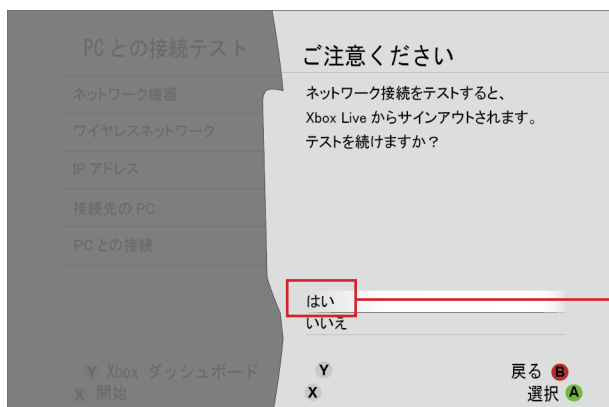 PC との接続テスト
ネットワーク機器
ワイヤレスネットワーク
IP アドレス
接続先の PC
PC との接続
Y Xbox ダッシュボード
X 開始
ご注意ください
ネットワーク接続をテストすると、
Xbox Live からサインアウトされます。
テストを続けますか？
はい
いいえ
Y
X
戻る B
選択 A